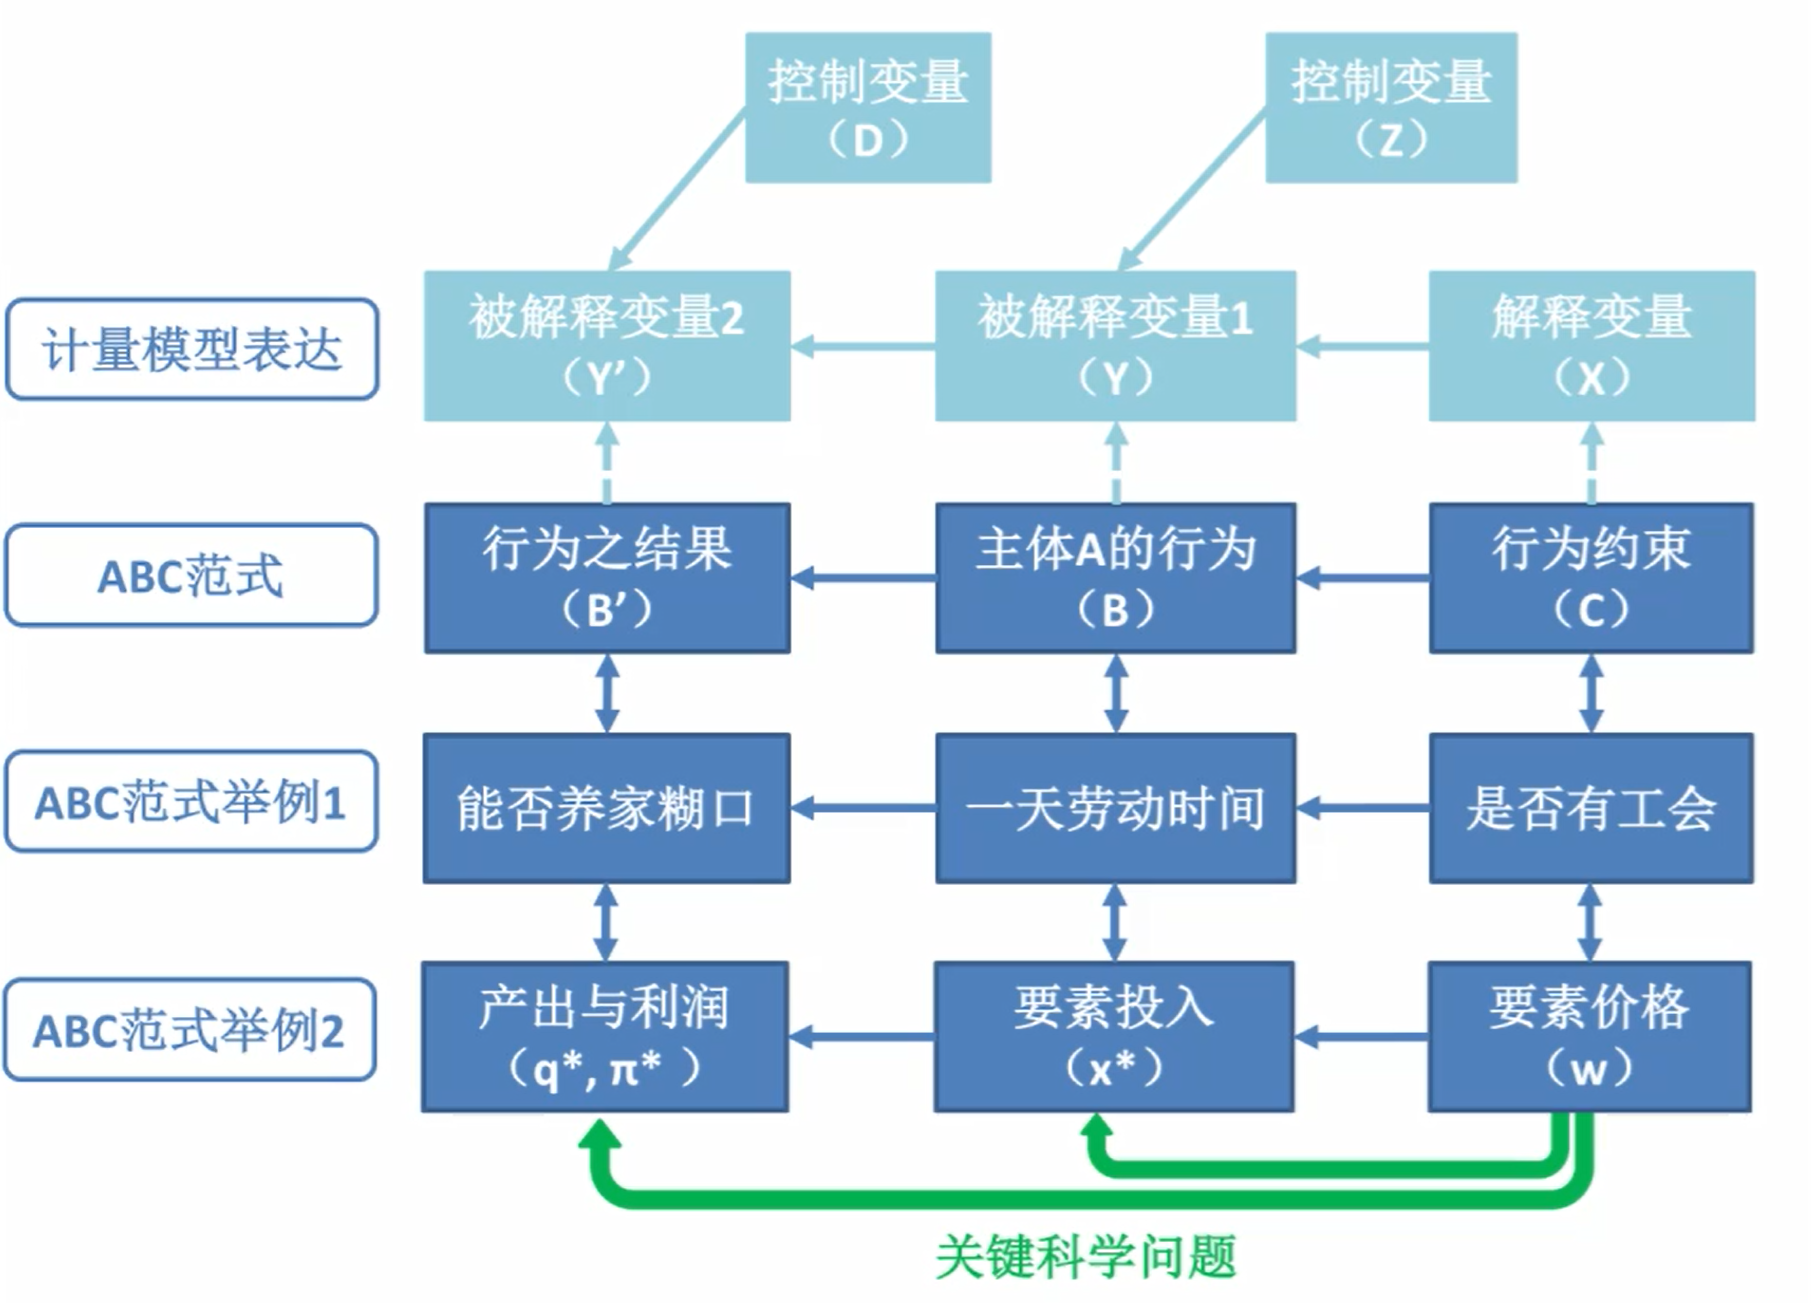 控制变量
（D）
控制变量
（Z）
计量模型表达
被解释变量2
（Y’）
被解释变量1
（Y）
解释变量
（X）
ABC范式
行为之结果
（B’）
主体A的行为
（B）
行为约束
（C）
ABC范式举例1
能否养家糊口
一天劳动时间
是否有工会
ABC范式举例2
产出与利润
（q*, π* ）
要素投入
（x*）
要素价格
（w）
关键科学问题